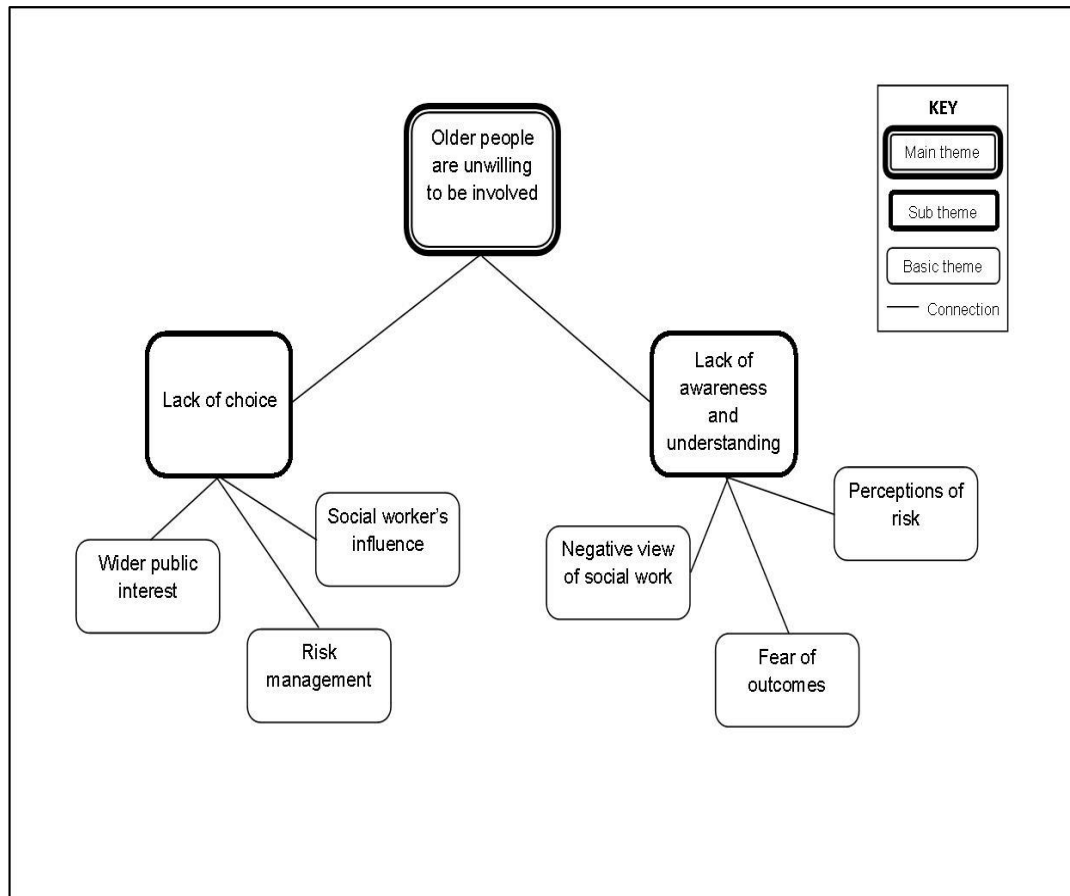 Older people
are unwilling
to be involved
KEY
Main theme
Sub theme
Basic theme
Connection
Lack of choice
Lack of
awareness
and
understanding
Wider public
interest
Social worker's
influence
Risk
management
Negative view
of social work
Perceptions of
risk
Fear of
outcomes